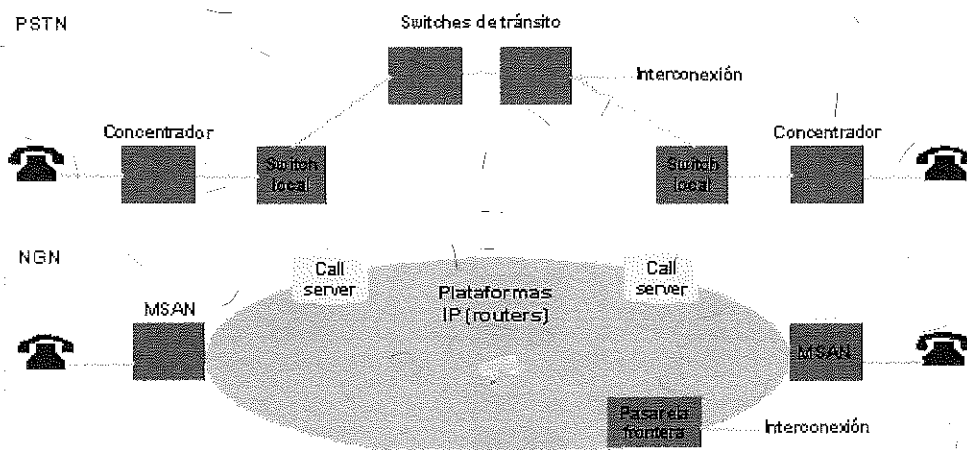 PSTN
Switches de tránsito
Interconexión
Concentrador
Concentrador
Switch
local
Switch
local
NGN
Call
server
Call
server
Plataformas
IP (routers)
MSAN
MSAN
Pasarela
frontera
Interconexión